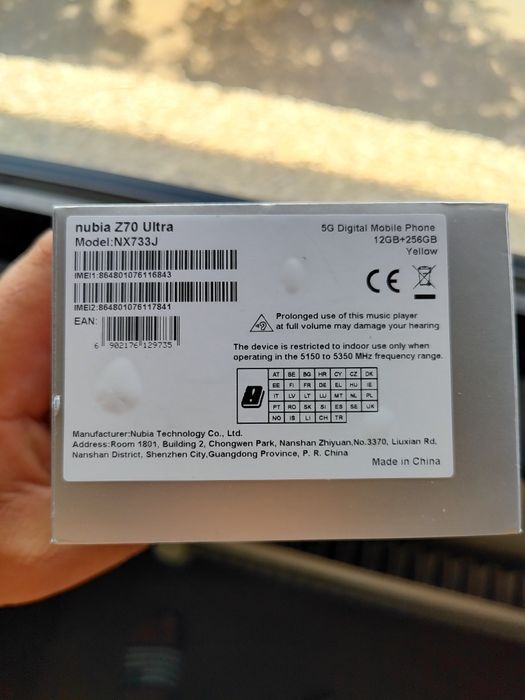 nubia Z70 Ultra
Model:NX733J
5G Digital Mobile Phone
12GB+256GB
Yellow
IMEI1:864801076116843
IMEI2:864801076117841
CE
EAN:
6 902176 129735
Prolonged use of this music player
at full volume may damage your hearing
The device is restricted to indoor use only when
operating in the 5150 to 5350 MHz frequency range.
AT BE BG HR CY CZ DK
EE FI FR DE EL HU IE
IT LV LT LU MT NL PL
PT RO SK SI ES SE UK
NO IS LI CH TR
Manufacturer:Nubia Technology Co., Ltd.
Address:Room 1801, Building 2, Chongwen Park, Nanshan Zhiyuan,No.3370, Liuxian Rd,
Nanshan District, Shenzhen City,Guangdong Province, P. R. China
Made in China